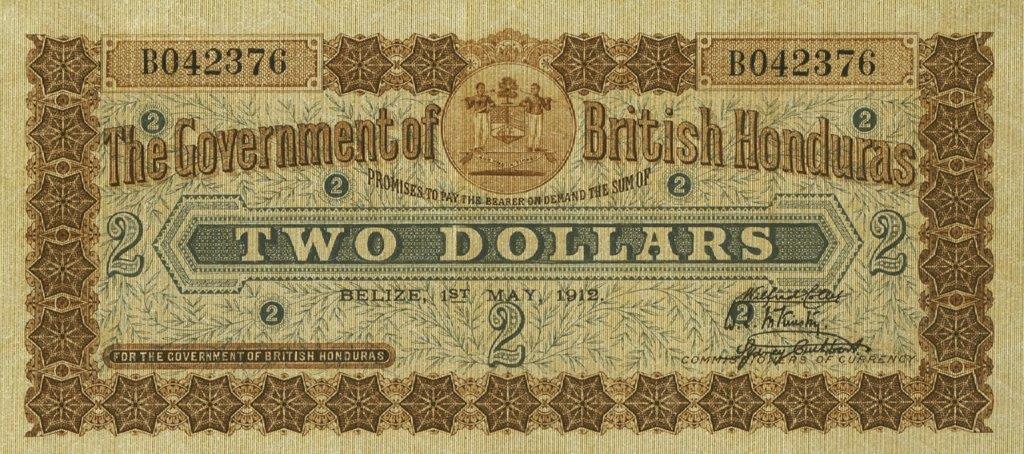 B042376 B042376
2 2
The Government of British Honduras
2 2
PROMISES TO PAY THE BEARER ON DEMAND THE SUM OF
2 TWO DOLLARS 2
BELIZE, 1ST MAY, 1912.
2 2 2
FOR THE GOVERNMENT OF BRITISH HONDURAS
COMMISSIONERS OF CURRENCY